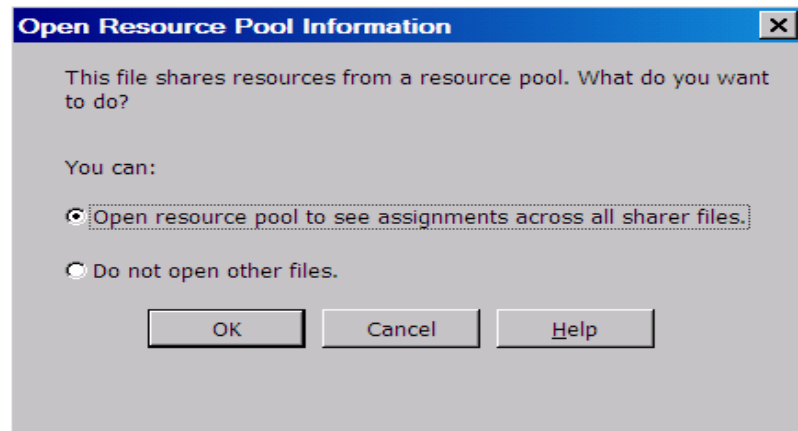 Open Resource Pool Information
This file shares resources from a resource pool. What do you want
to do?
You can:
Open resource pool to see assignments across all sharer files.
Do not open other files.
OK Cancel Help